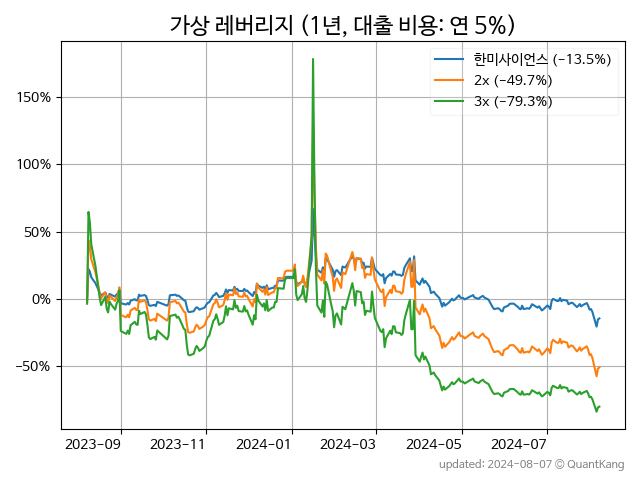 가상 레버리지 (1년, 대출 비용: 연 5%)
한미사이언스 (−13.5%)
2x (−49.7%)
3x (−79.3%)
150%
100%
50%
0%
−50%
2023-09 2023-11 2024-01 2024-03 2024-05 2024-07
updated: 2024-08-07 © QuantKang